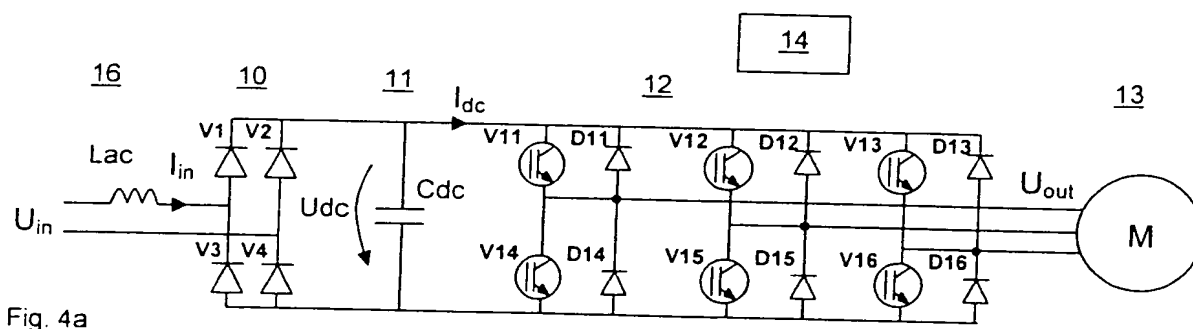 14
16 10 11 12 13
Idc
V1 V2 V11 D11 V12 D12 V13 D13
Lac Iin
Udc Cdc Uout
Uin
M
V3 V4 V14 D14 V15 D15 V16 D16
Fig. 4a